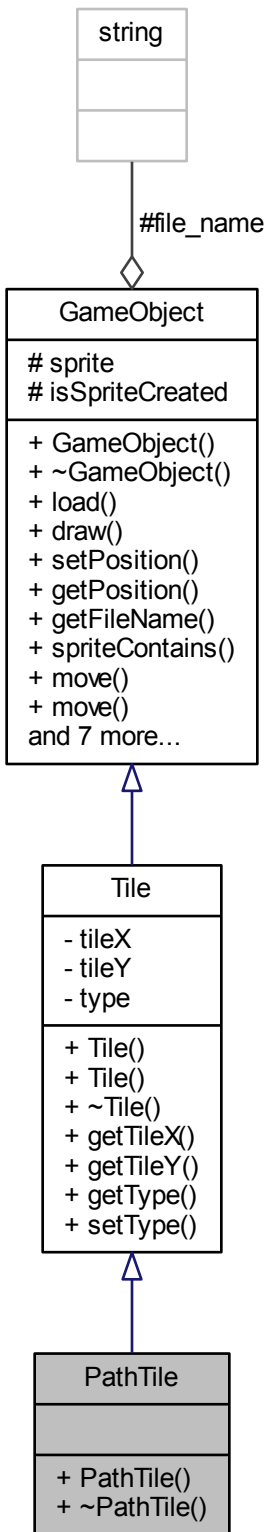 string
#file_name
GameObject
# sprite
# isSpriteCreated
+ GameObject()
+ ~GameObject()
+ load()
+ draw()
+ setPosition()
+ getPosition()
+ getFileName()
+ spriteContains()
+ move()
+ move()
and 7 more...
Tile
- tileX
- tileY
- type
+ Tile()
+ Tile()
+ ~Tile()
+ getTileX()
+ getTileY()
+ getType()
+ setType()
PathTile
+ PathTile()
+ ~PathTile()